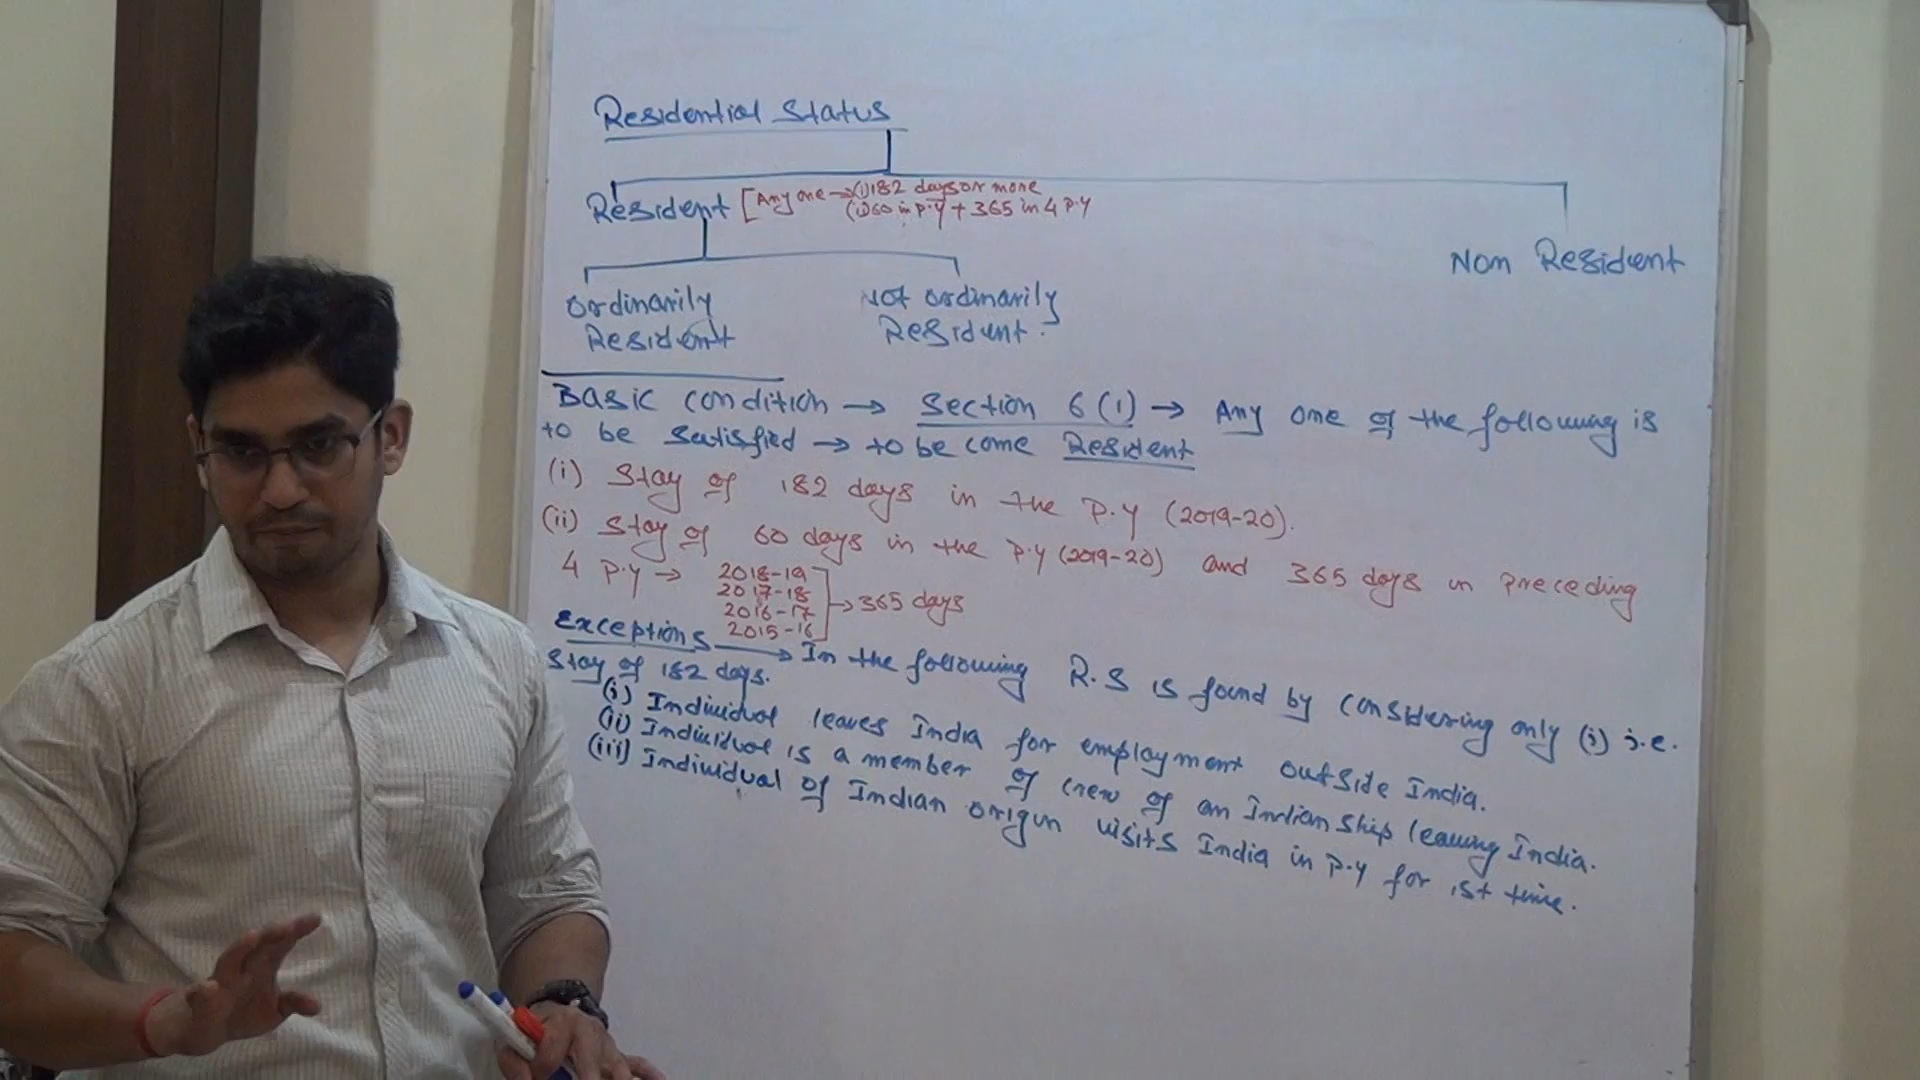 Residential Status
Resident [Any one → (i) 182 days or more
(ii) 60 in P.Y + 365 in 4 P.Y
Non Resident
Ordinarily Resident
Not ordinarily Resident.
Basic condition → Section 6(1) → Any one of the following is
to be satisfied → to be come Resident
(i) Stay of 182 days in the P.Y (2019-20).
(ii) Stay of 60 days in the P.Y (2019-20) and 365 days in preceding
4 P.Y → 2018-19
2017-18
2016-17
2015-16
→ 365 days
Exceptions → In the following R.S is found by considering only (i) i.e.
Stay of 182 days.
(i) Individual leaves India for employment outside India.
(ii) Individual is a member of crew of an Indian Ship leaving India.
(iii) Individual of Indian origin visits India in P.Y for 1st time.